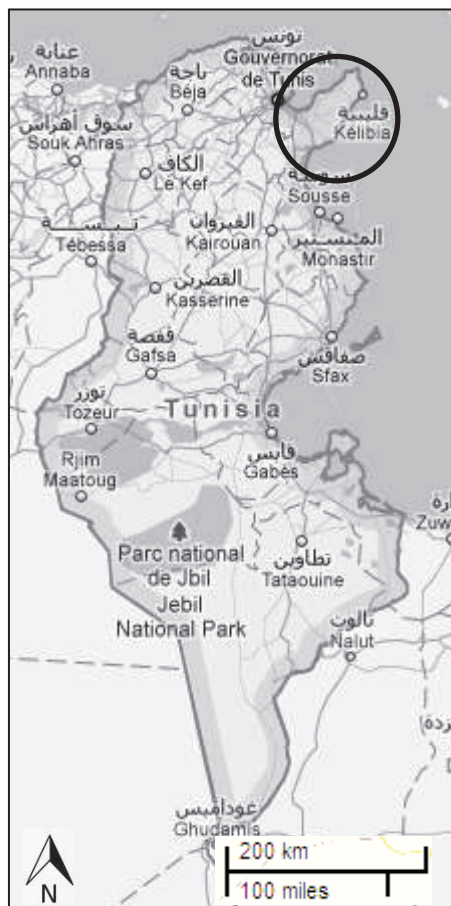 تونس
Gouvernorat
de Tunis
عنابة
Annaba
باجة
Béja
قليبية
Kélibia
سوق أهراس
Souk Ahras
الكاف
Le Kef
سوسة
Sousse
تبسة
Tébessa
القيروان
Kairouan
المنستير
Monastir
القصرين
Kasserine
قفصة
Gafsa
صفاقس
Sfax
توزر
Tozeur
Tunisia
قابس
Gabès
Rjim
Maatoug
Zuw
Parc national
de Jbil
Jebil
National Park
تطاوين
Tataouine
نالوت
Nalut
Ghudamis
200 km
100 miles
N